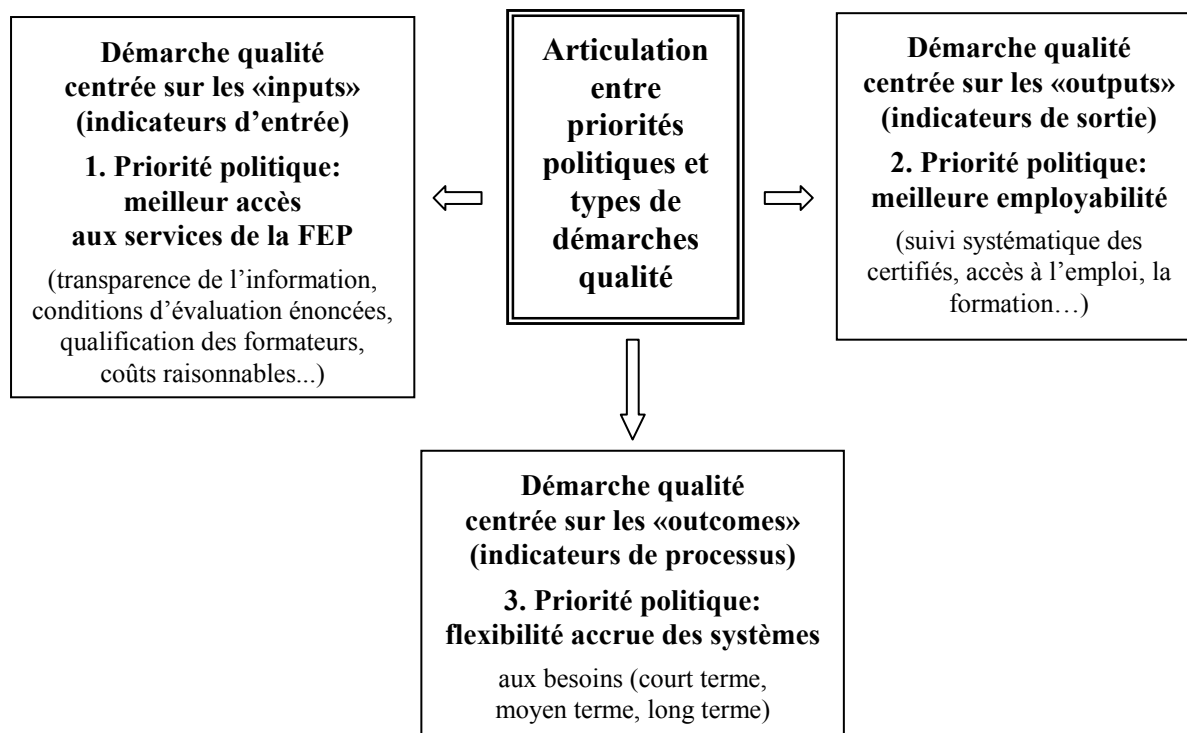 Démarche qualité
centrée sur les «inputs»
(indicateurs d’entrée)
1. Priorité politique:
meilleur accès
aux services de la FEP
(transparence de l’information,
conditions d’évaluation énoncées,
qualification des formateurs,
coûts raisonnables...)
Articulation
entre
priorités
politiques et
types de
démarches
qualité
Démarche qualité
centrée sur les «outputs»
(indicateurs de sortie)
2. Priorité politique:
meilleure employabilité
(suivi systématique des
certifiés, accès à l’emploi, la
formation…)
Démarche qualité
centrée sur les «outcomes»
(indicateurs de processus)
3. Priorité politique:
flexibilité accrue des systèmes
aux besoins (court terme,
moyen terme, long terme)